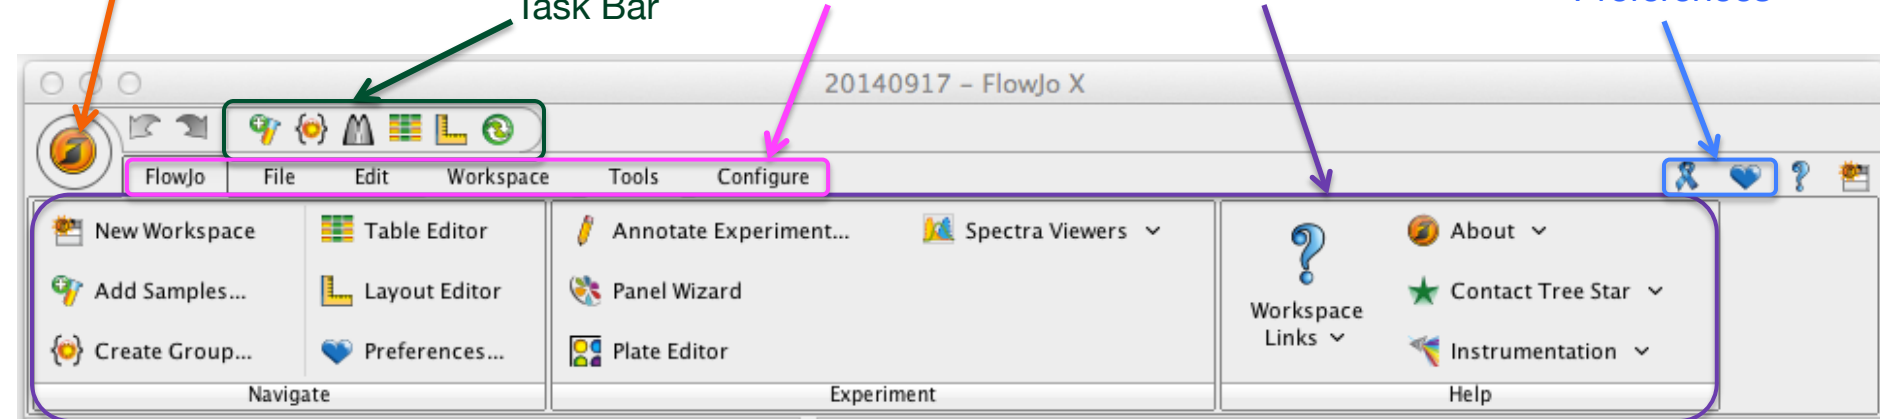 Task Bar
Preferences
20140917 – FlowJo X
FlowJo File Edit Workspace Tools Configure
New Workspace Table Editor Annotate Experiment... Spectra Viewers About
Add Samples... Layout Editor Panel Wizard Contact Tree Star
Workspace Links
Create Group... Preferences... Plate Editor Instrumentation
Navigate Experiment Help